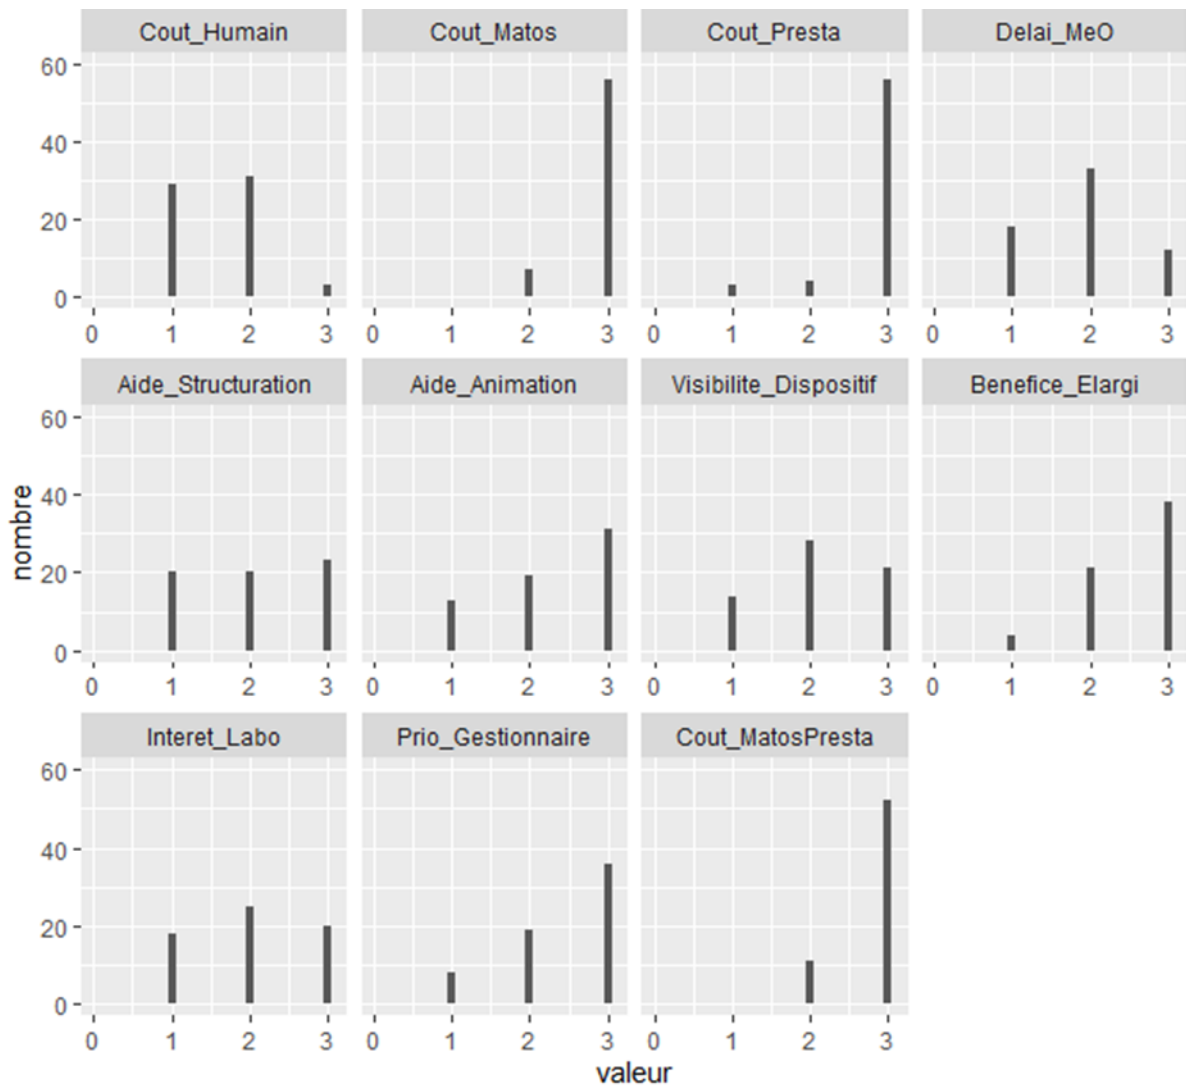 Cout_Humain Cout_Matos Cout_Presta Delai_MeO
60
40
20
0
0 1 2 3 0 1 2 3 0 1 2 3 0 1 2 3
Aide_Structuration Aide_Animation Visibilite_Dispositif Benefice_Elargi
60
40
nombre
20
0
0 1 2 3 0 1 2 3 0 1 2 3 0 1 2 3
Interet_Labo Prio_Gestionnaire Cout_MatosPresta
60
40
20
0
0 1 2 3 0 1 2 3 0 1 2 3
valeur